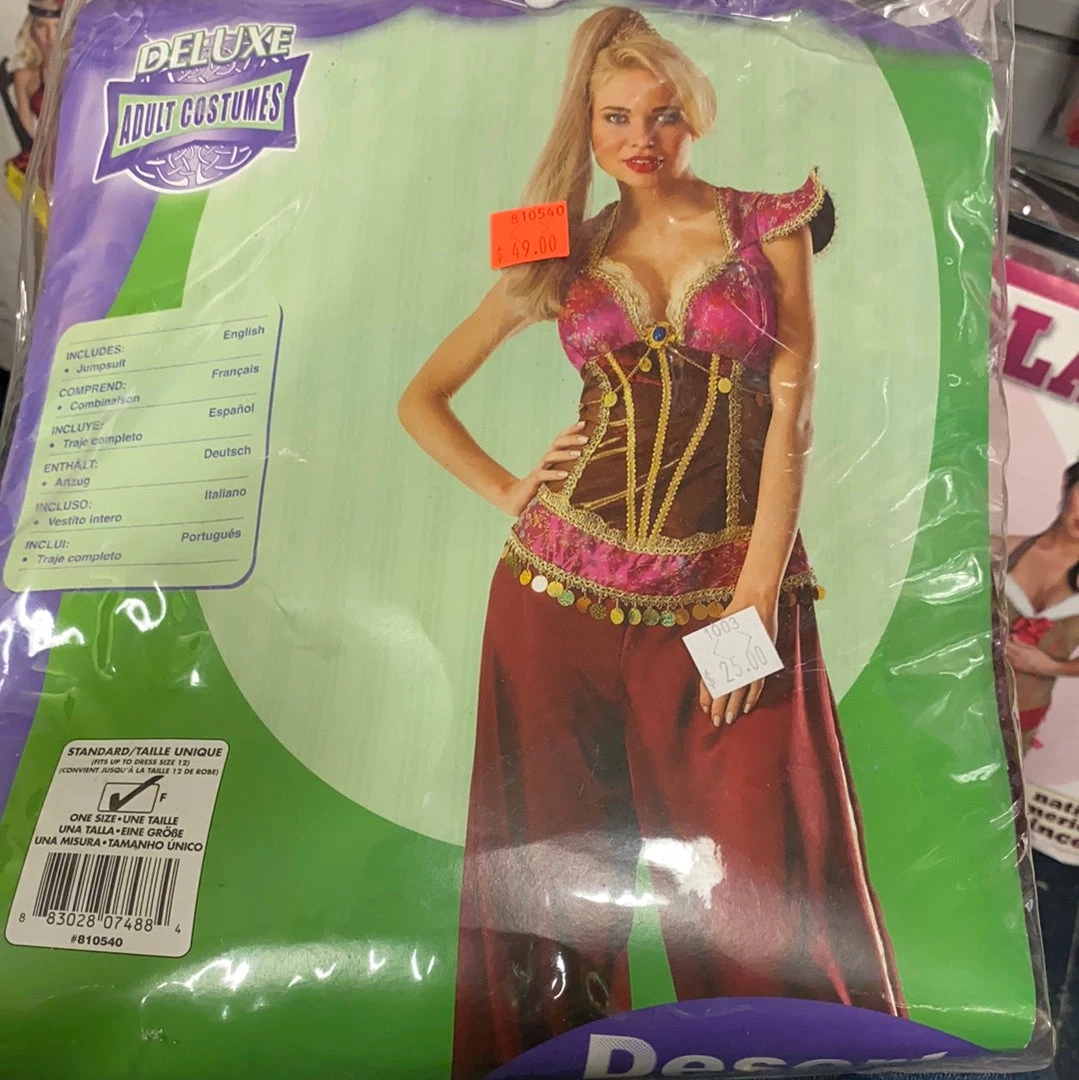 DELUXE
ADULT COSTUMES
810540
$ 49.00
English
INCLUDES:
• Jumpsuit
Français
COMPREND:
• Combinaison
Español
INCLUYE:
• Traje completo
Deutsch
ENTHÄLT:
• Anzug
Italiano
INCLUSO:
• Vestito intero
Português
INCLUI:
• Traje completo
1003
$ 25.00
STANDARD/TAILLE UNIQUE
(FITS UP TO DRESS SIZE 12)
(CONVIENT JUSQU'À LA TAILLE 12 DE ROBE)
F
ONE SIZE•UNE TAILLE
UNA TALLA•EINE GRÖßE
UNA MISURA•TAMANHO ÚNICO
8 83028 07488 4
#810540
LA